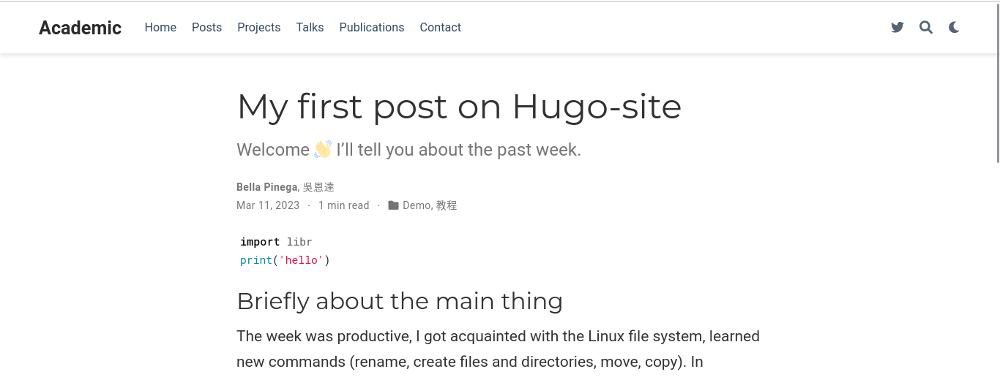 Academic Home Posts Projects Talks Publications Contact
My first post on Hugo-site
Welcome 👋 I’ll tell you about the past week.
Bella Pinega, 吳恩達
Mar 11, 2023 · 1 min read · Demo, 教程
import libr
print('hello')
Briefly about the main thing
The week was productive, I got acquainted with the Linux file system, learned
new commands (rename, create files and directories, move, copy). In